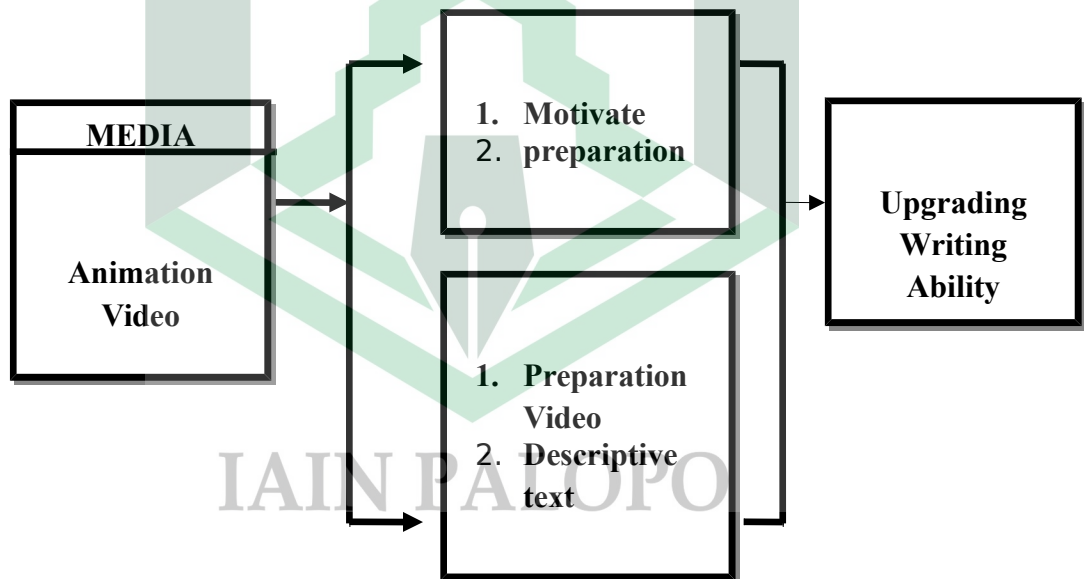 MEDIA
Animation
Video
1. Motivate
2. preparation
1. Preparation
Video
2. Descriptive
text
Upgrading
Writing
Ability
IAIN PALOPO